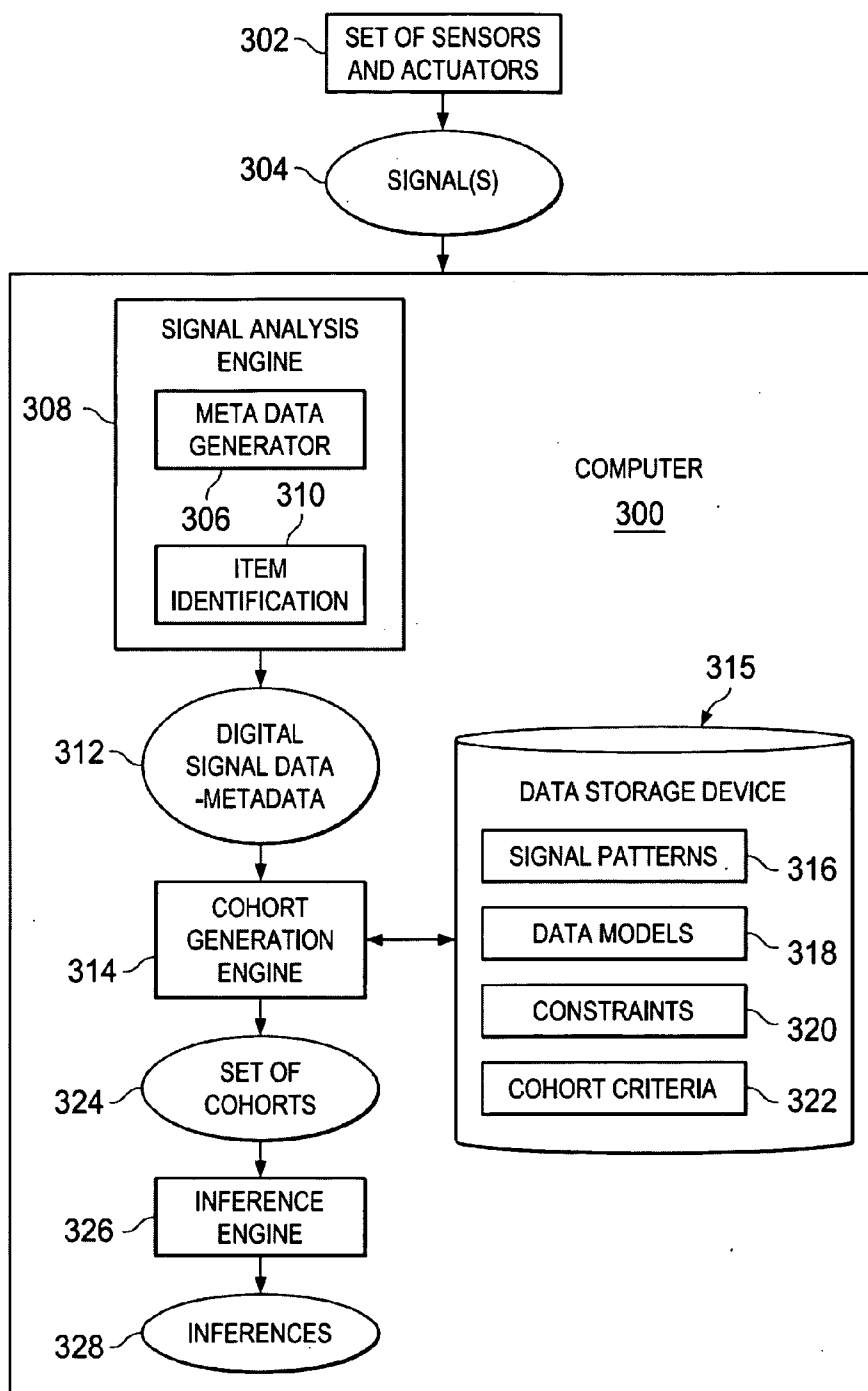 302
SET OF SENSORS
AND ACTUATORS
304
SIGNAL(S)
SIGNAL ANALYSIS
ENGINE
308
META DATA
GENERATOR
306
310
ITEM
IDENTIFICATION
COMPUTER
300
312
DIGITAL
SIGNAL DATA
-METADATA
315
DATA STORAGE DEVICE
SIGNAL PATTERNS
316
DATA MODELS
318
CONSTRAINTS
320
COHORT CRITERIA
322
314
COHORT
GENERATION
ENGINE
324
SET OF
COHORTS
326
INFERENCE
ENGINE
328
INFERENCES